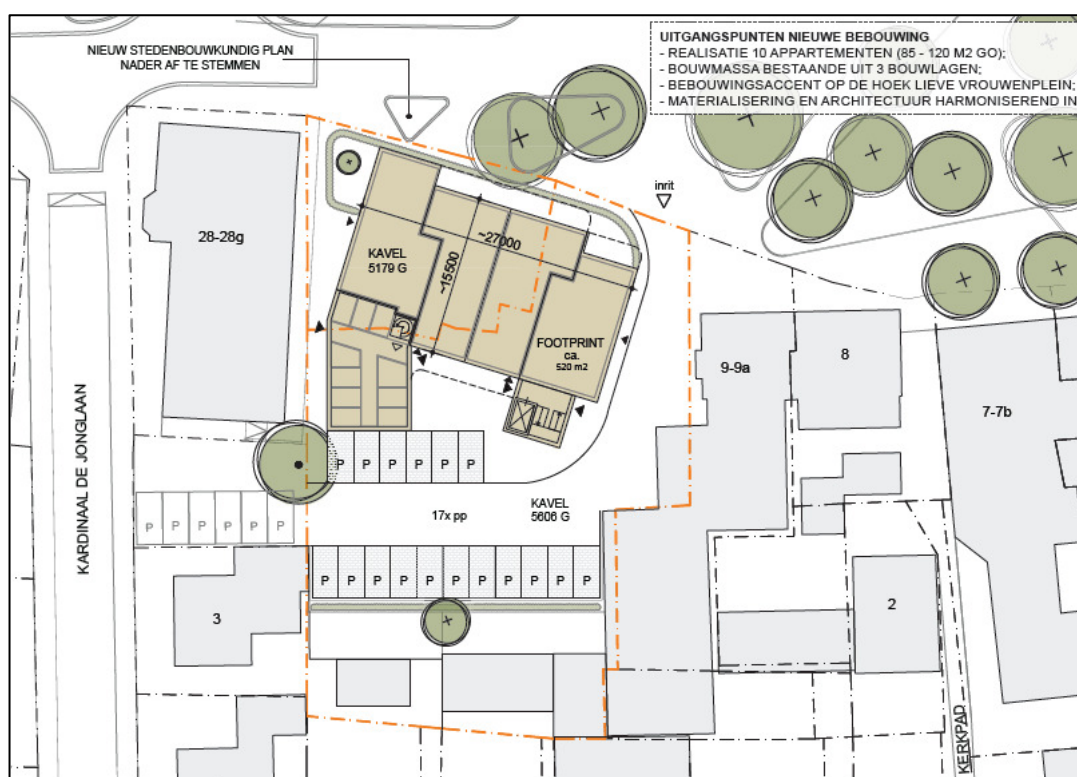 NIEUW STEDENBOUWKUNDIG PLAN
NADER AF TE STEMMEN
UITGANGSPUNTEN NIEUWE BEBOUWING
- REALISATIE 10 APPARTEMENTEN (85 - 120 M2 GO);
- BOUWMASSA BESTAANDE UIT 3 BOUWLAGEN;
- BEBOUWINGSACCENT OP DE HOEK LIEVE VROUWENPLEIN;
- MATERIALISERING EN ARCHITECTUUR HARMONISEREND IN
inrit
28-28g
KAVEL
5179 G
~27000
~15500
FOOTPRINT
ca.
520 m2
9-9a
8
7-7b
KARDINAAL DE JONGLAAN
P P P P P P
P P P P P P
17x pp
KAVEL
5606 G
P P P P P P P P P P P
3
2
KERKPAD